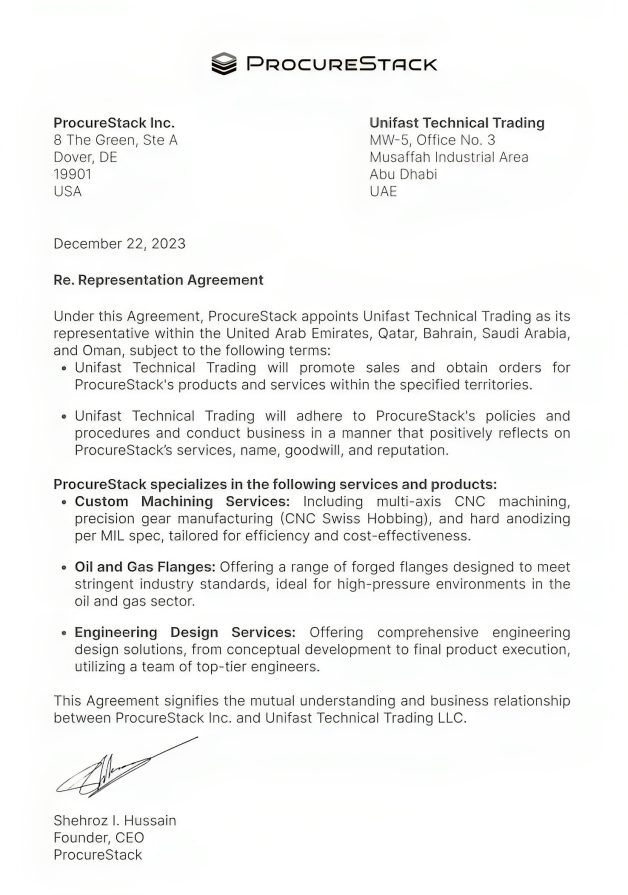 PROCURESTACK
ProcureStack Inc.
8 The Green, Ste A
Dover, DE
19901
USA
Unifast Technical Trading
MW-5, Office No. 3
Musaffah Industrial Area
Abu Dhabi
UAE
December 22, 2023
Re. Representation Agreement
Under this Agreement, ProcureStack appoints Unifast Technical Trading as its
representative within the United Arab Emirates, Qatar, Bahrain, Saudi Arabia,
and Oman, subject to the following terms:
• Unifast Technical Trading will promote sales and obtain orders for
ProcureStack's products and services within the specified territories.
• Unifast Technical Trading will adhere to ProcureStack's policies and
procedures and conduct business in a manner that positively reflects on
ProcureStack’s services, name, goodwill, and reputation.
ProcureStack specializes in the following services and products:
• Custom Machining Services: Including multi-axis CNC machining,
precision gear manufacturing (CNC Swiss Hobbing), and hard anodizing
per MIL spec, tailored for efficiency and cost-effectiveness.
• Oil and Gas Flanges: Offering a range of forged flanges designed to meet
stringent industry standards, ideal for high-pressure environments in the
oil and gas sector.
• Engineering Design Services: Offering comprehensive engineering
design solutions, from conceptual development to final product execution,
utilizing a team of top-tier engineers.
This Agreement signifies the mutual understanding and business relationship
between ProcureStack Inc. and Unifast Technical Trading LLC.
Shehroz I. Hussain
Founder, CEO
ProcureStack